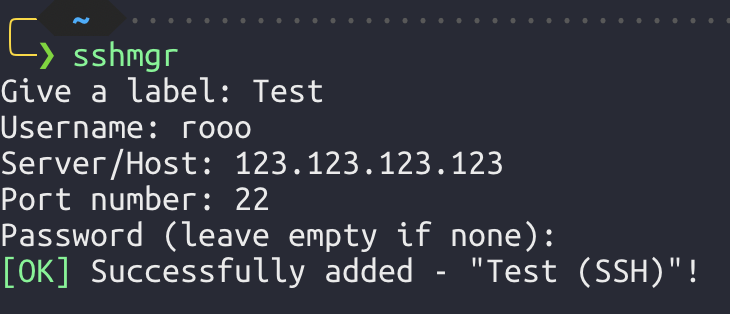 ~
❯ sshmgr
Give a label: Test
Username: rooo
Server/Host: 123.123.123.123
Port number: 22
Password (leave empty if none):
[OK] Successfully added - "Test (SSH)"!